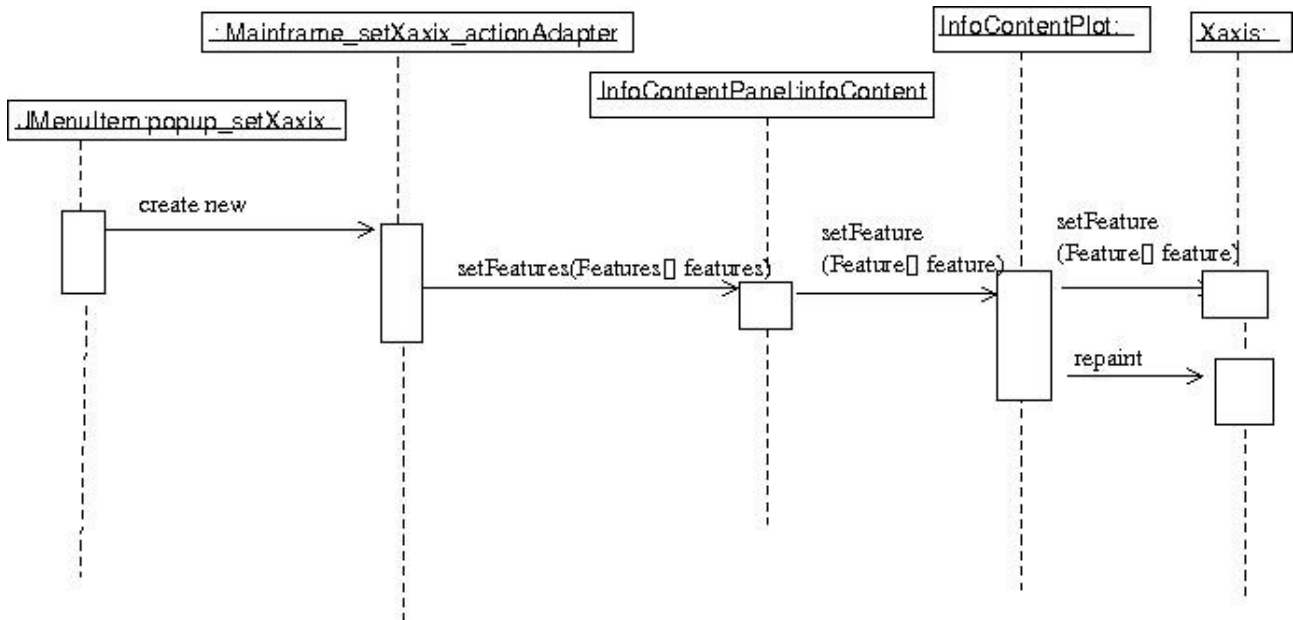 : Mainframe_setXaxix_actionAdapter
InfoContentPlot:
Xaxis:
InfoContentPanel:infoContent
JMenuItem:popup_setXaxix
create new
setFeatures(Features[] features)
setFeature
(Feature[] feature)
setFeature
(Feature[] feature)
repaint